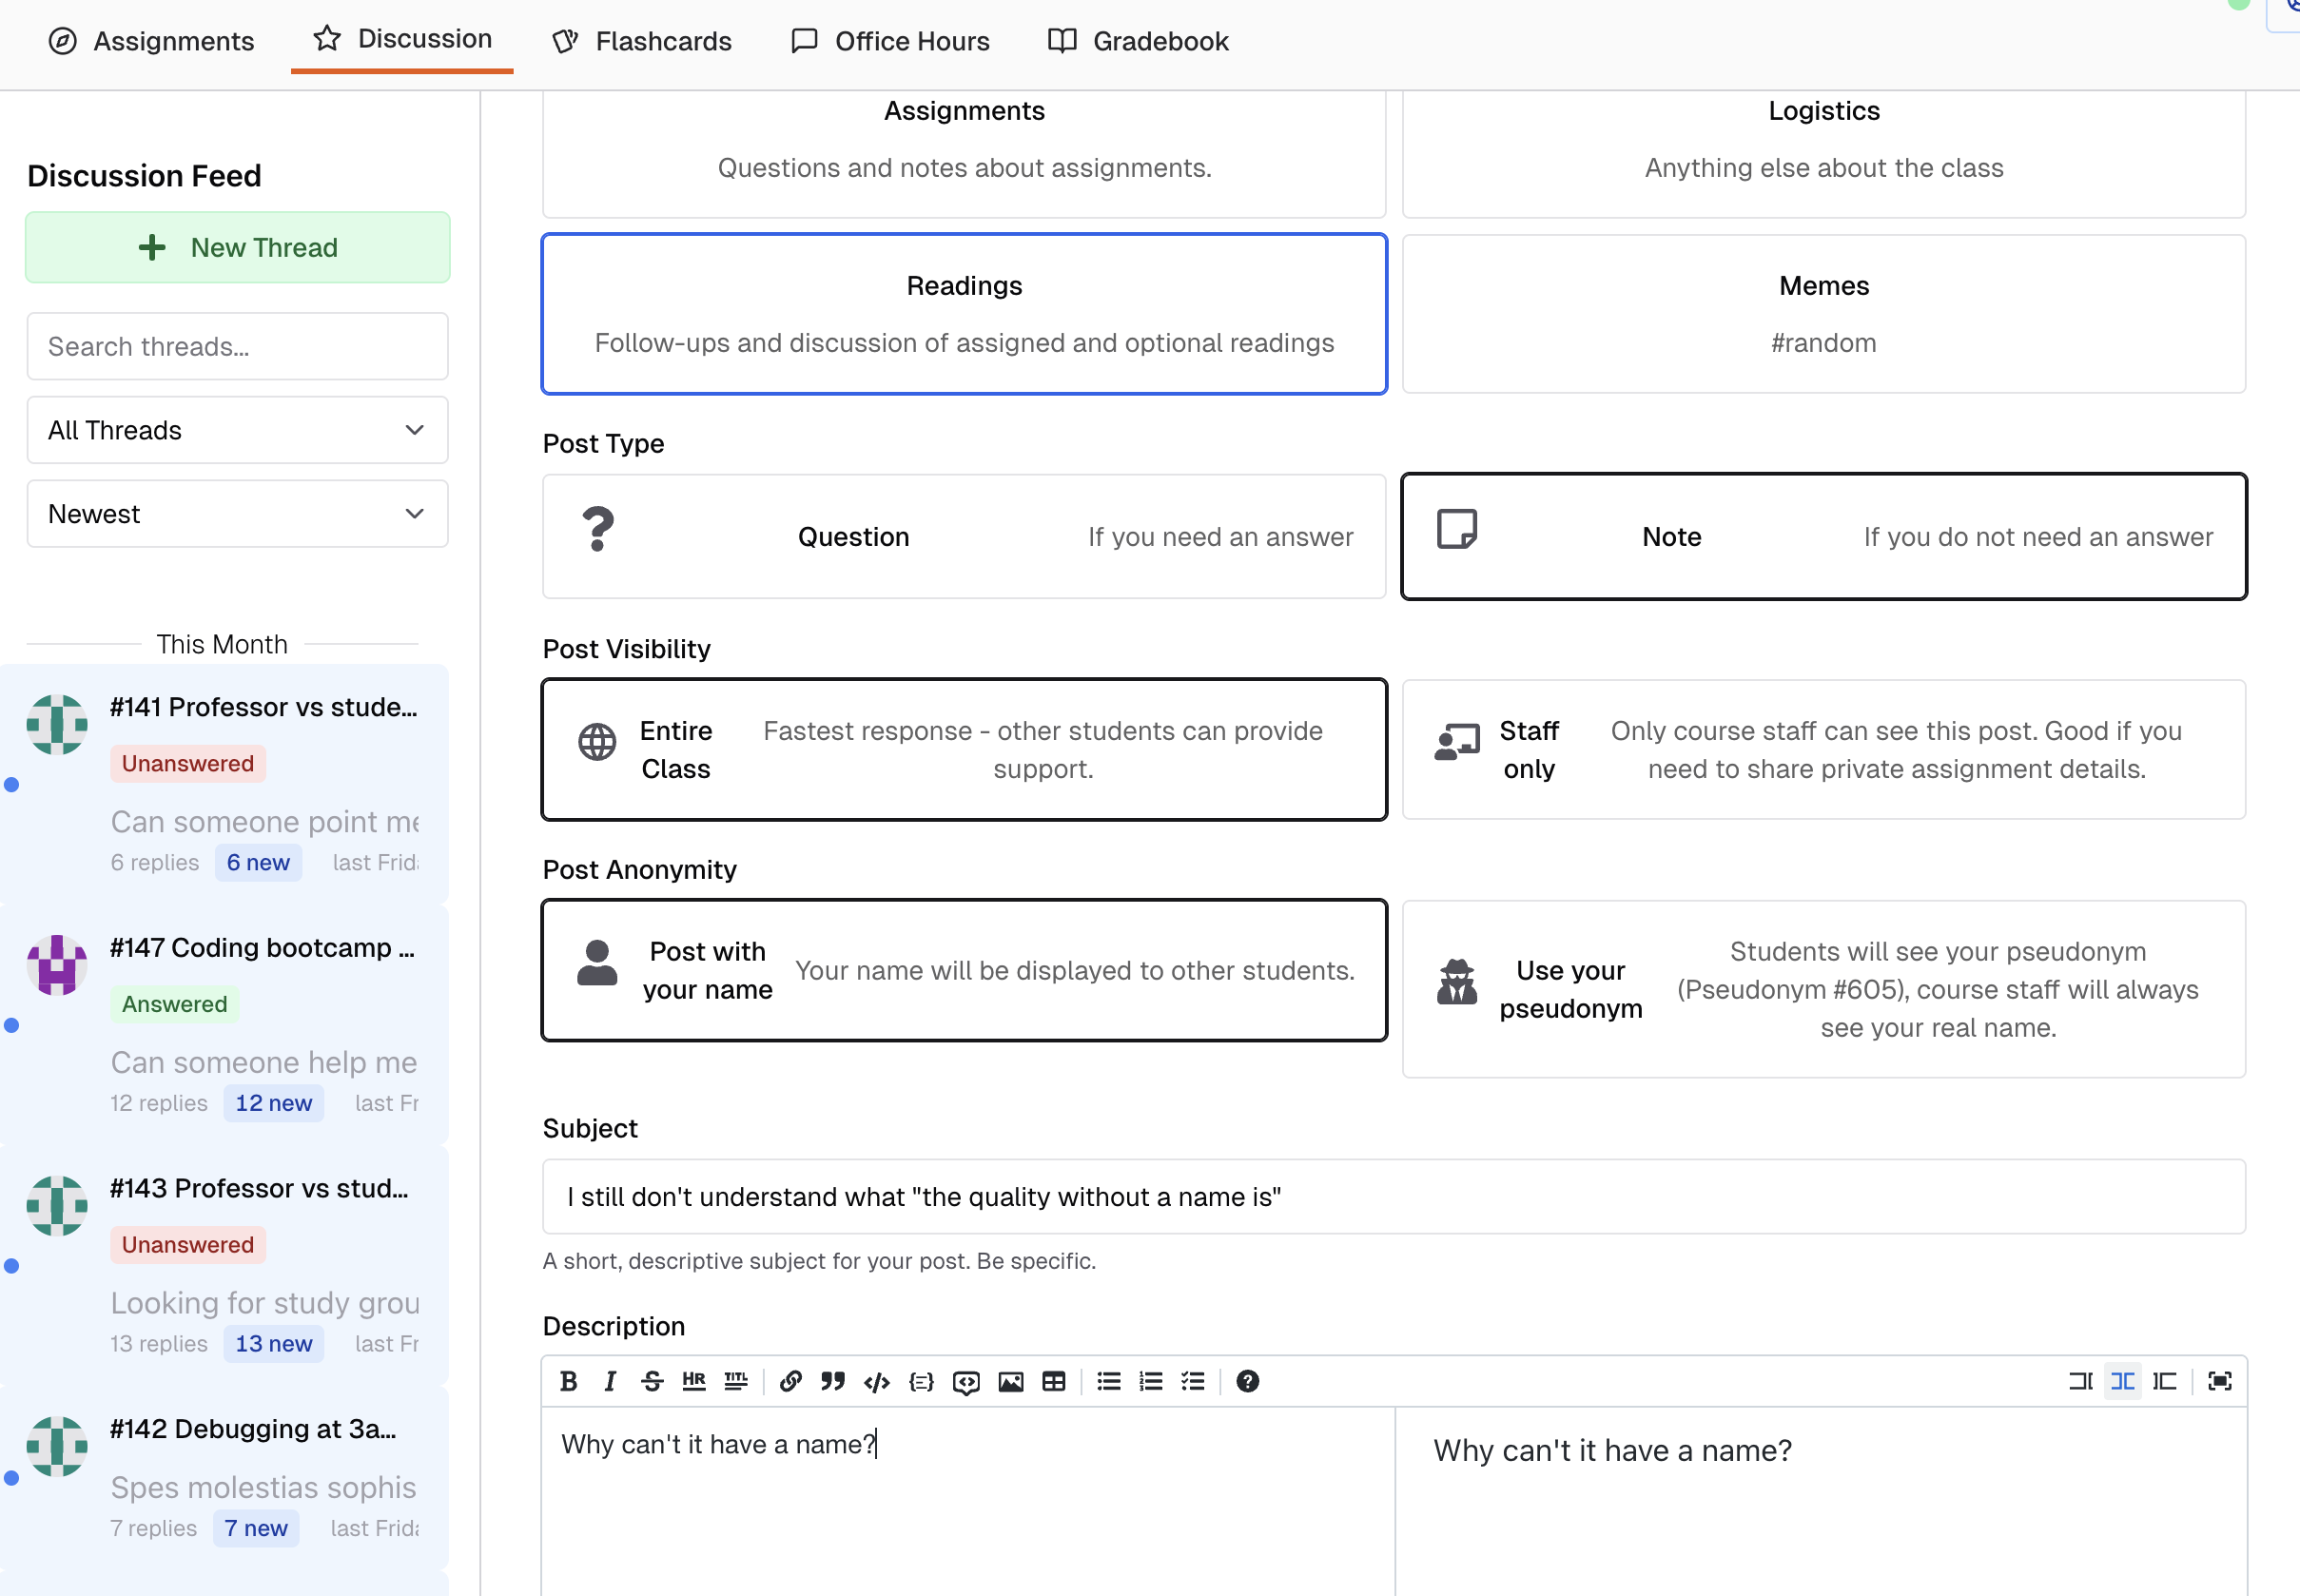 Assignments
Discussion
Flashcards
Office Hours
Gradebook
Discussion Feed
New Thread
Search threads...
All Threads
Newest
This Month
#141 Professor vs stude...
Unanswered
Can someone point me
6 replies 6 new last Frida
#147 Coding bootcamp ...
Answered
Can someone help me
12 replies 12 new last Fr
#143 Professor vs stud...
Unanswered
Looking for study grou
13 replies 13 new last Fr
#142 Debugging at 3a...
Spes molestias sophis
7 replies 7 new last Frida
Assignments
Questions and notes about assignments.
Logistics
Anything else about the class
Readings
Follow-ups and discussion of assigned and optional readings
Memes
#random
Post Type
Question
If you need an answer
Note
If you do not need an answer
Post Visibility
Entire
Class
Fastest response - other students can provide
support.
Staff
only
Only course staff can see this post. Good if you
need to share private assignment details.
Post Anonymity
Post with
your name
Your name will be displayed to other students.
Use your
pseudonym
Students will see your pseudonym
(Pseudonym #605), course staff will always
see your real name.
Subject
I still don't understand what "the quality without a name is"
A short, descriptive subject for your post. Be specific.
Description
B I S HR TITL
Why can't it have a name?
Why can't it have a name?